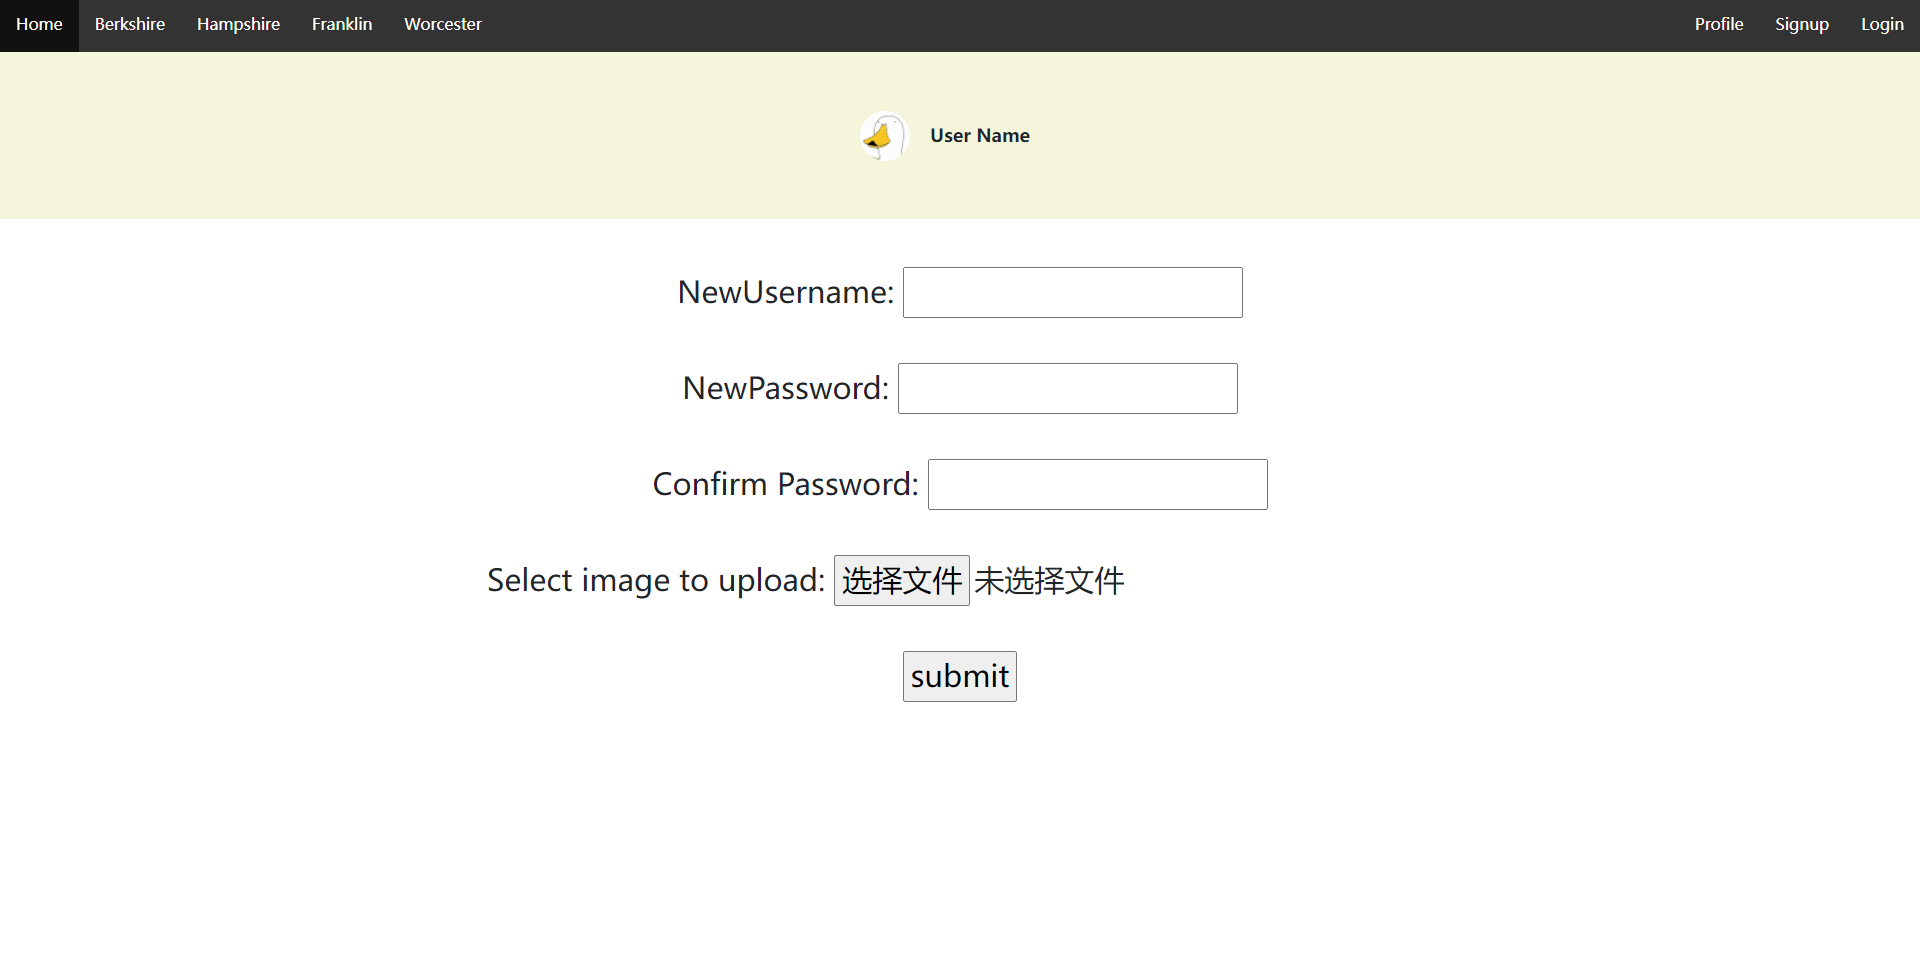 Home Berkshire Hampshire Franklin Worcester Profile Signup Login
User Name
NewUsername:
NewPassword:
Confirm Password:
Select image to upload: 选择文件 未选择文件
submit